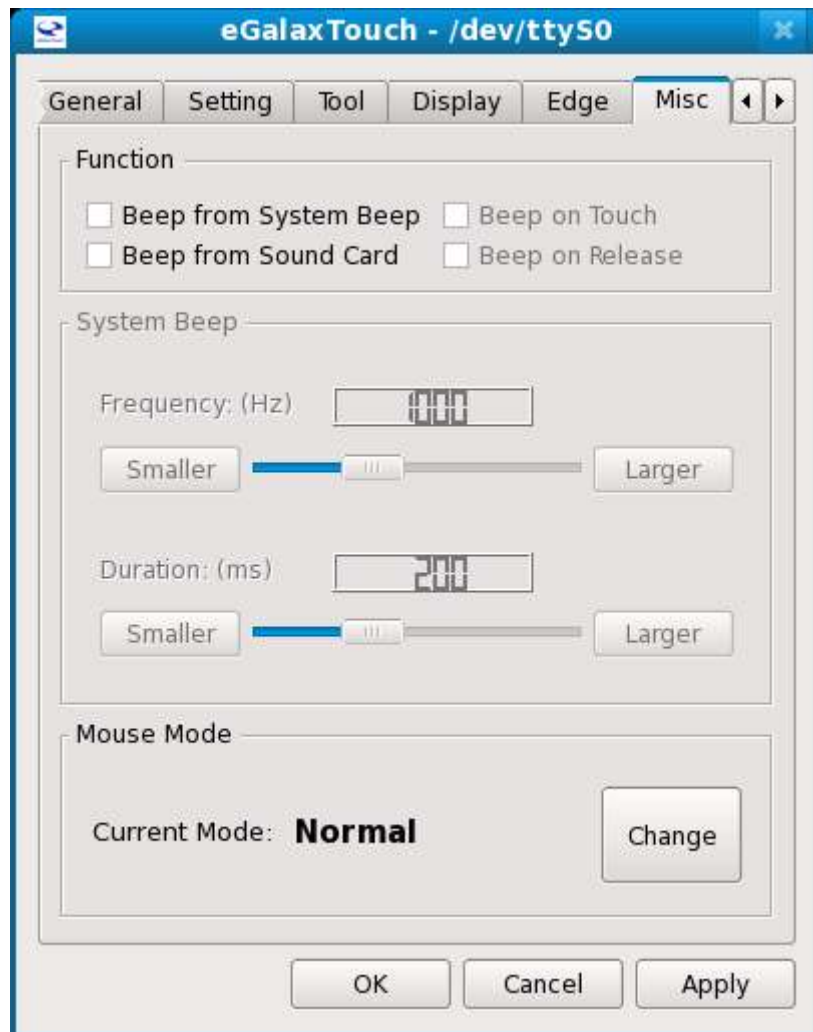 eGalaxTouch - /dev/ttyS0
General Setting Tool Display Edge Misc
Function
Beep from System Beep Beep on Touch
Beep from Sound Card Beep on Release
System Beep
Frequency: (Hz) 1000
Smaller Larger
Duration: (ms) 200
Smaller Larger
Mouse Mode
Current Mode: Normal Change
OK Cancel Apply